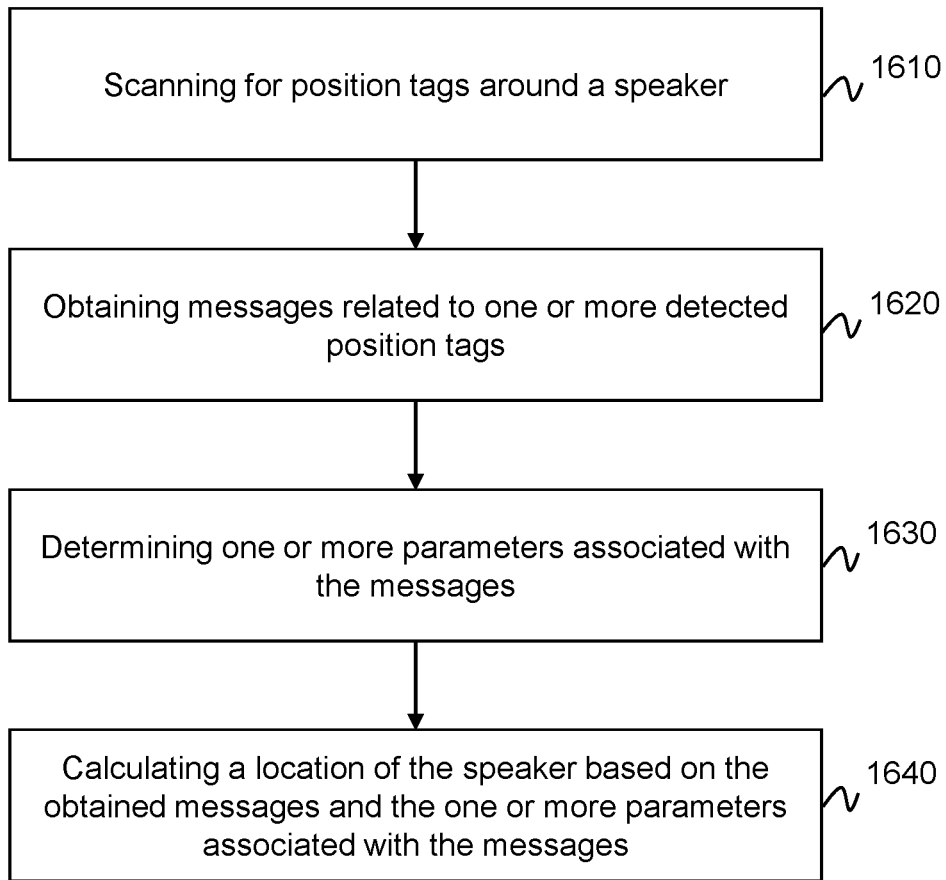 Scanning for position tags around a speaker
1610
Obtaining messages related to one or more detected
position tags
1620
Determining one or more parameters associated with
the messages
1630
Calculating a location of the speaker based on the
obtained messages and the one or more parameters
associated with the messages
1640